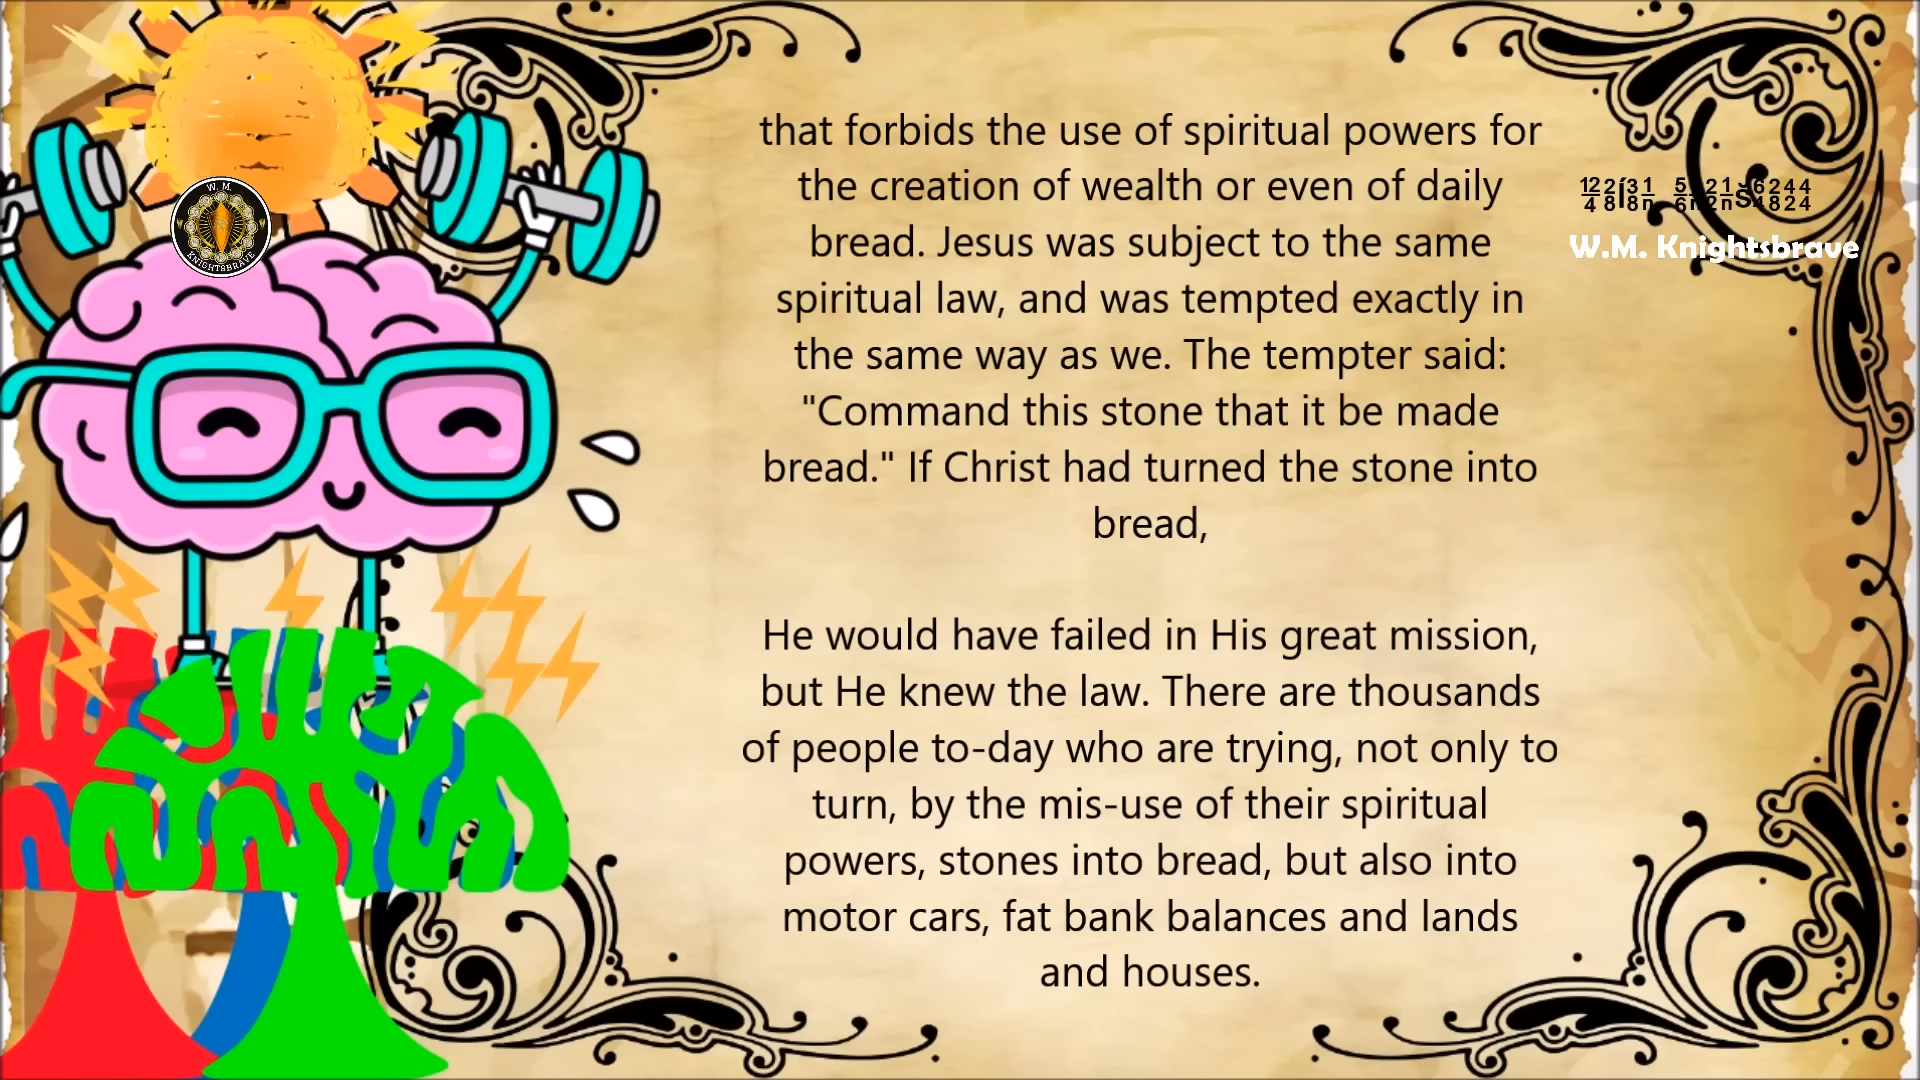 that forbids the use of spiritual powers for
the creation of wealth or even of daily
bread. Jesus was subject to the same
spiritual law, and was tempted exactly in
the same way as we. The tempter said:
"Command this stone that it be made
bread." If Christ had turned the stone into
bread,
He would have failed in His great mission,
but He knew the law. There are thousands
of people to-day who are trying, not only to
turn, by the mis-use of their spiritual
powers, stones into bread, but also into
motor cars, fat bank balances and lands
and houses.
W.M. Knightsbrave
W. M.
KNIGHTSBRAVE